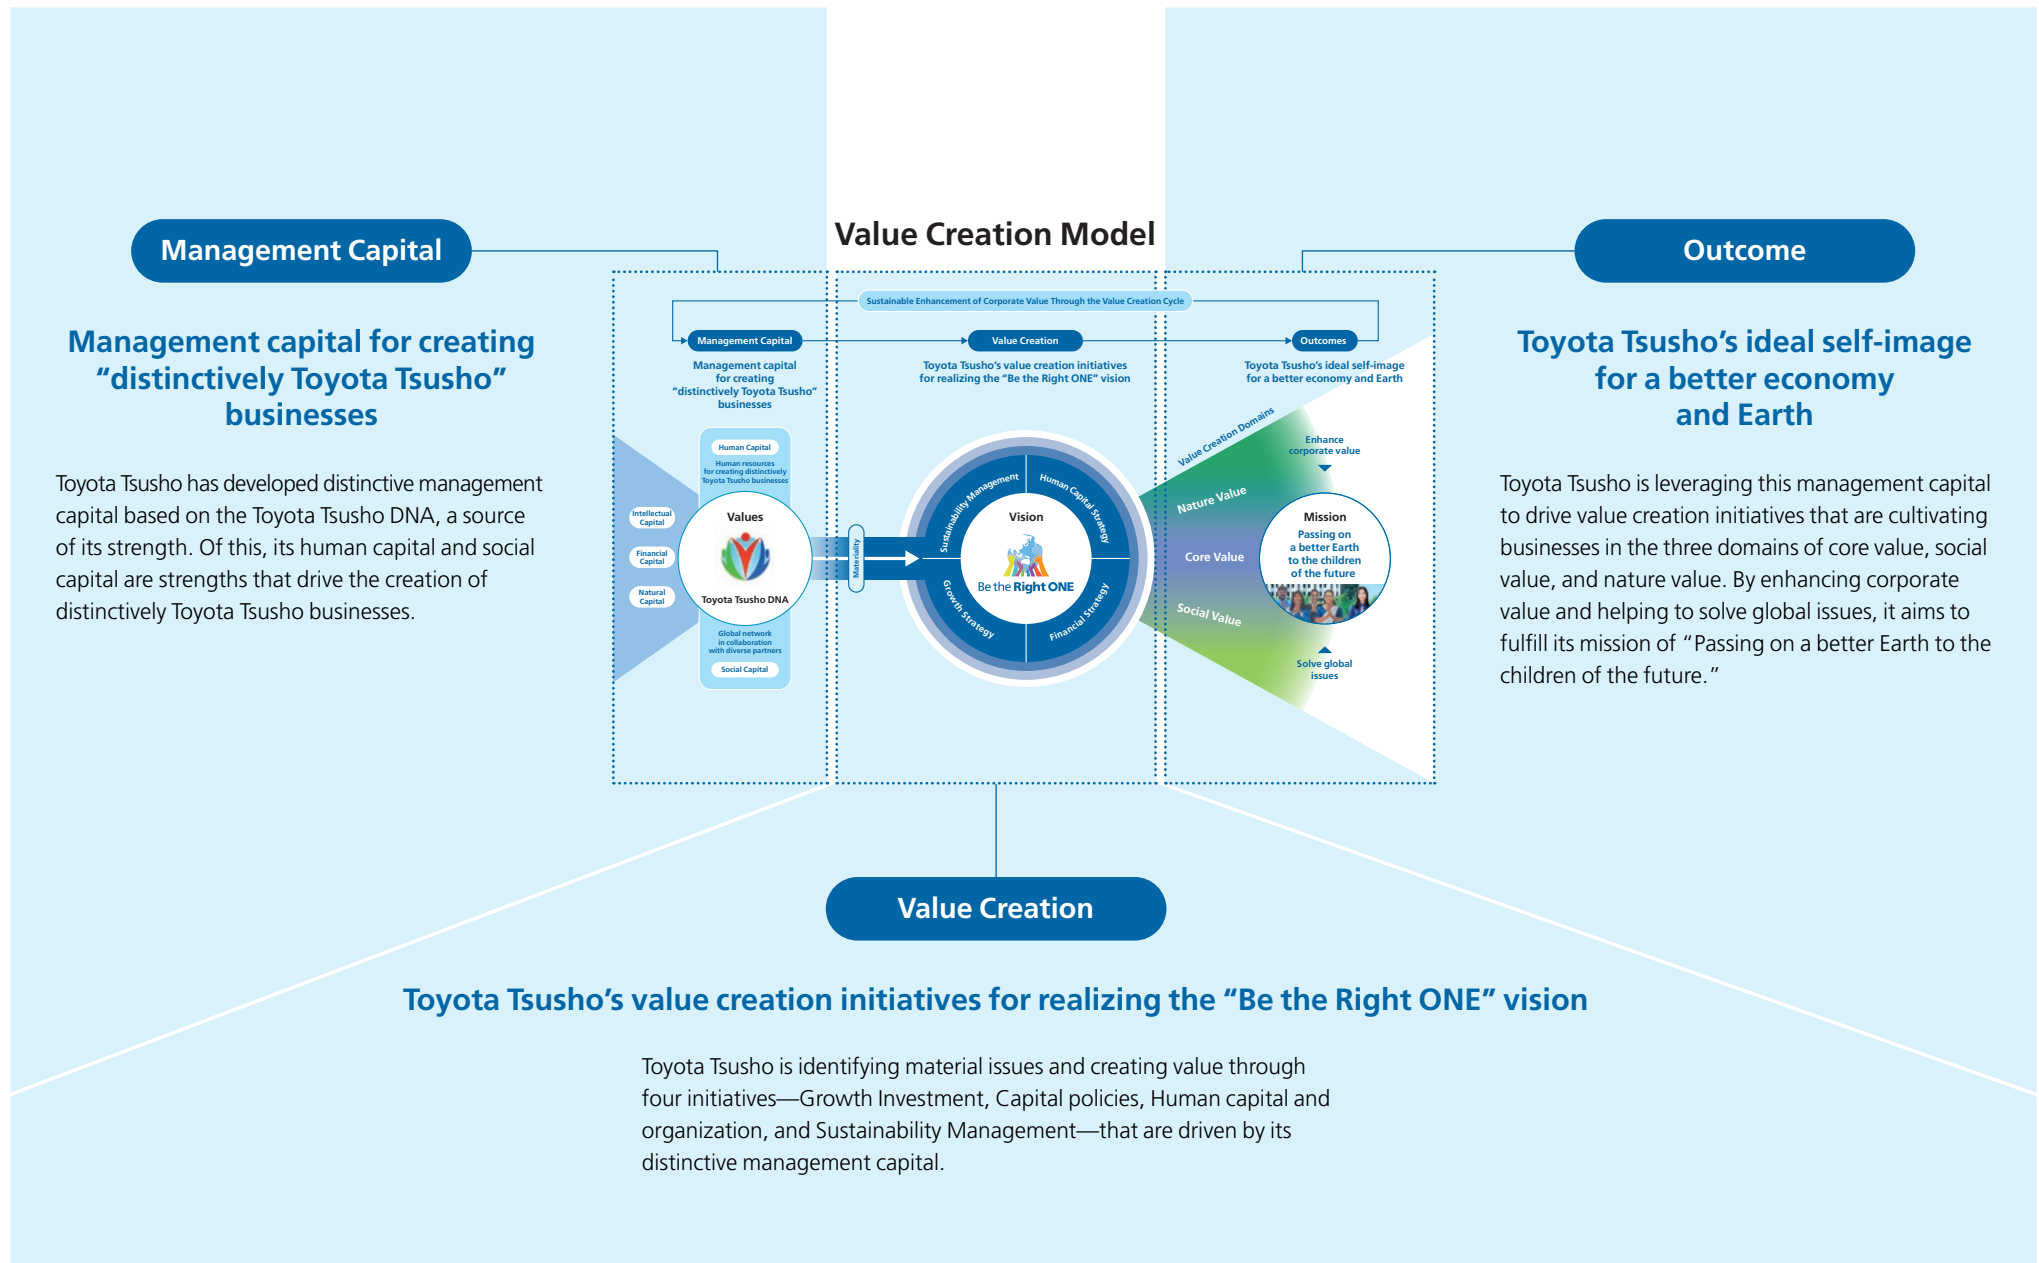 Value Creation Model
Management Capital
Management capital for creating
“distinctively Toyota Tsusho”
businesses
Toyota Tsusho has developed distinctive management
capital based on the Toyota Tsusho DNA, a source
of its strength. Of this, its human capital and social
capital are strengths that drive the creation of
distinctively Toyota Tsusho businesses.
Sustainable Enhancement of Corporate Value Through the Value Creation Cycle
Management Capital
Management capital
for creating
“distinctively Toyota Tsusho”
businesses
Human Capital
Human resources
for creating distinctively
Toyota Tsusho businesses
Intellectual
Capital
Financial
Capital
Natural
Capital
Values
Toyota Tsusho DNA
Global network
in collaboration
with diverse partners
Social Capital
Materiality
Value Creation
Toyota Tsusho’s value creation initiatives
for realizing the “Be the Right ONE” vision
Sustainability Management
Human Capital Strategy
Growth Strategy
Financial Strategy
Vision
Be the Right ONE
Outcomes
Toyota Tsusho’s ideal self-image
for a better economy and Earth
Value Creation Domains
Nature Value
Core Value
Social Value
Enhance
corporate value
Mission
Passing on
a better Earth
to the children
of the future
Solve global
issues
Outcome
Toyota Tsusho’s ideal self-image
for a better economy
and Earth
Toyota Tsusho is leveraging this management capital
to drive value creation initiatives that are cultivating
businesses in the three domains of core value, social
value, and nature value. By enhancing corporate
value and helping to solve global issues, it aims to
fulfill its mission of “Passing on a better Earth to the
children of the future.”
Value Creation
Toyota Tsusho’s value creation initiatives for realizing the “Be the Right ONE” vision
Toyota Tsusho is identifying material issues and creating value through
four initiatives—Growth Investment, Capital policies, Human capital and
organization, and Sustainability Management—that are driven by its
distinctive management capital.